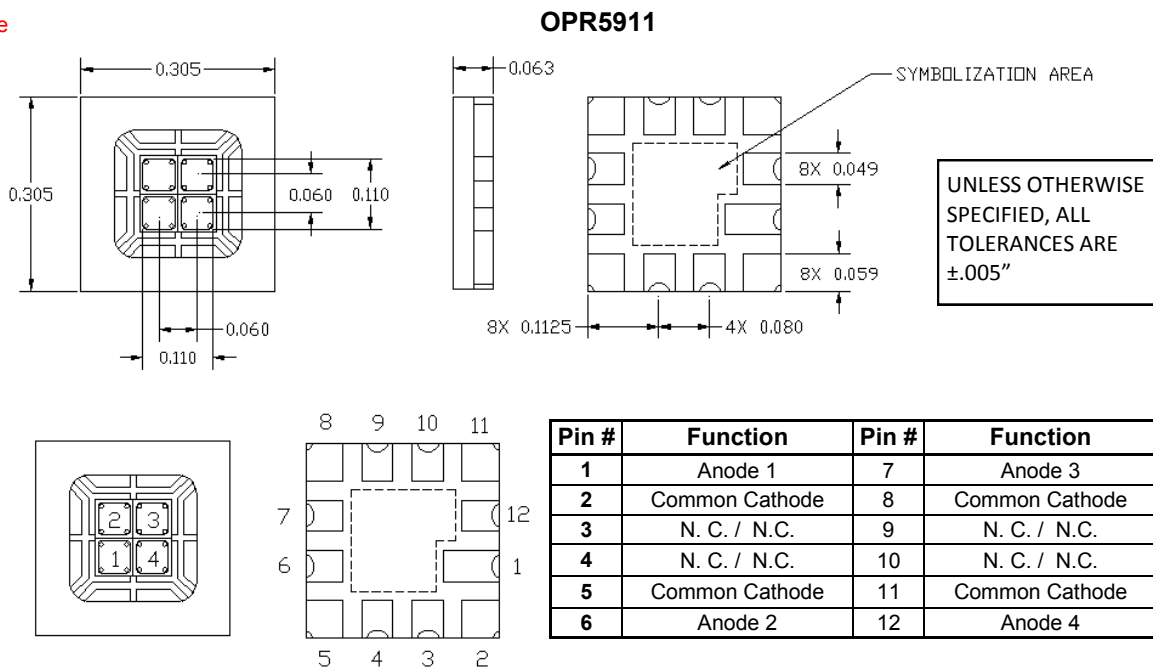 e
OPR5911
0.305
0.063
SYMBOLIZATION AREA
0.305
0.060
0.110
8X 0.049
8X 0.059
UNLESS OTHERWISE
SPECIFIED, ALL
TOLERANCES ARE
±.005”
0.060
0.110
8X 0.1125
4X 0.080
2 3
1 4
8 9 10 11
7 12
6 1
5 4 3 2
Pin # Function Pin # Function
1 Anode 1 7 Anode 3
2 Common Cathode 8 Common Cathode
3 N. C. / N.C. 9 N. C. / N.C.
4 N. C. / N.C. 10 N. C. / N.C.
5 Common Cathode 11 Common Cathode
6 Anode 2 12 Anode 4